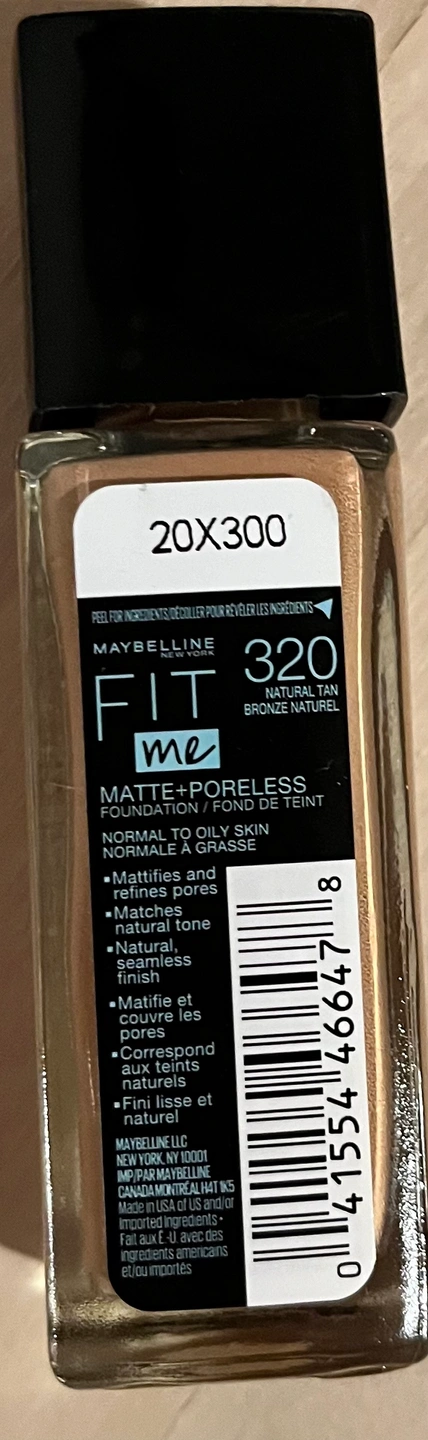 20X300
PEEL FOR INGREDIENTS/DÉCOLLER POUR RÉVÉLER LES INGRÉDIENTS
MAYBELLINE
NEW YORK
FIT
me
320
NATURAL TAN
BRONZE NATUREL
MATTE+PORELESS
FOUNDATION / FOND DE TEINT
NORMAL TO OILY SKIN
NORMALE À GRASSE
▪Mattifies and
refines pores
▪Matches
natural tone
▪Natural,
seamless
finish
▪Matifie et
couvre les
pores
▪Correspond
aux teints
naturels
▪Fini lisse et
naturel
MAYBELLINE LLC
NEW YORK, NY 10001
IMP/PAR MAYBELLINE
CANADA MONTRÉAL H4T 1K5
Made in USA of US and/or
Imported Ingredients •
Fait aux É.-U. avec des
ingrédients américains
et/ou importés
0 41554 46647 8